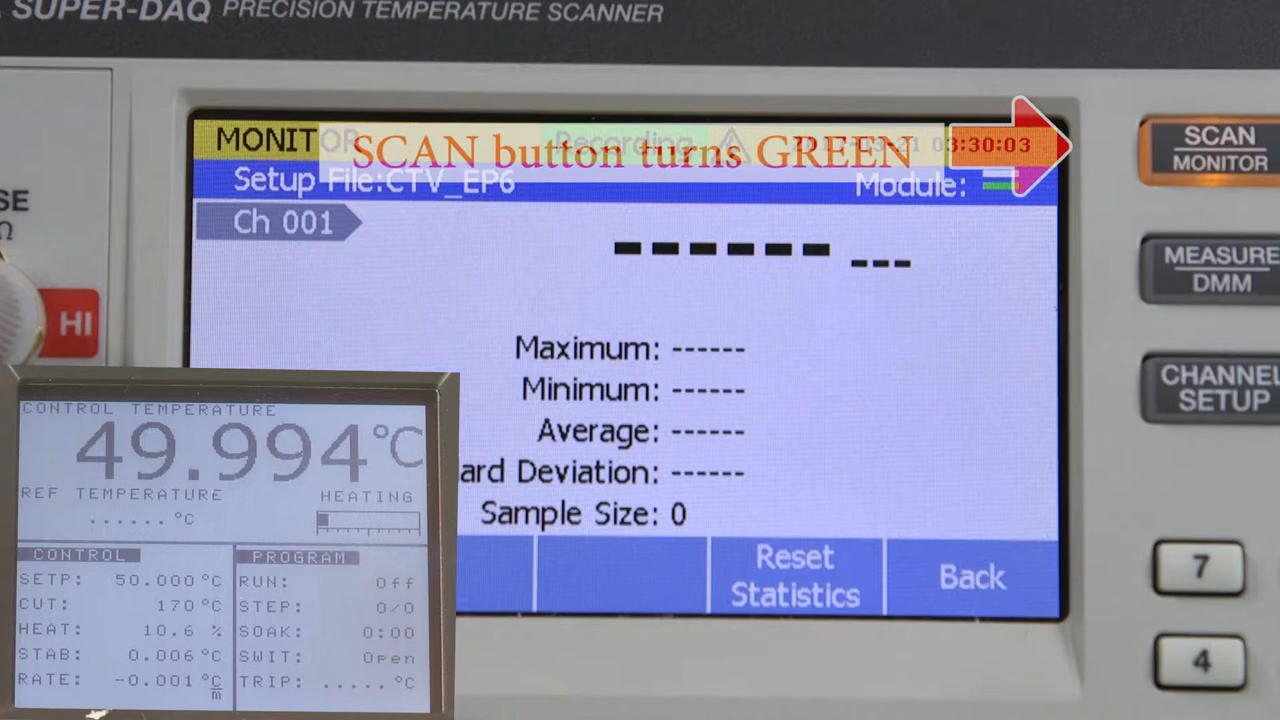 SUPER-DAQ PRECISION TEMPERATURE SCANNER
MONITOR Recording 03:30:03
SCAN button turns GREEN
Setup File:CTV_EP6 Module:
Ch 001
------ ---
Maximum: ------
Minimum: ------
Average: ------
ard Deviation: ------
Sample Size: 0
Reset
Statistics
Back
SCAN
MONITOR
MEASURE
DMM
CHANNEL
SETUP
7
4
SE
Ω
HI
CONTROL TEMPERATURE
49.994°C
REF TEMPERATURE HEATING
......°C
CONTROL
SETP: 50.000°C
CUT: 170°C
HEAT: 10.6 %
STAB: 0.006°C
RATE: -0.001°C/m
PROGRAM
RUN: Off
STEP: 0/0
SOAK: 0:00
SWIT: Open
TRIP: .....°C